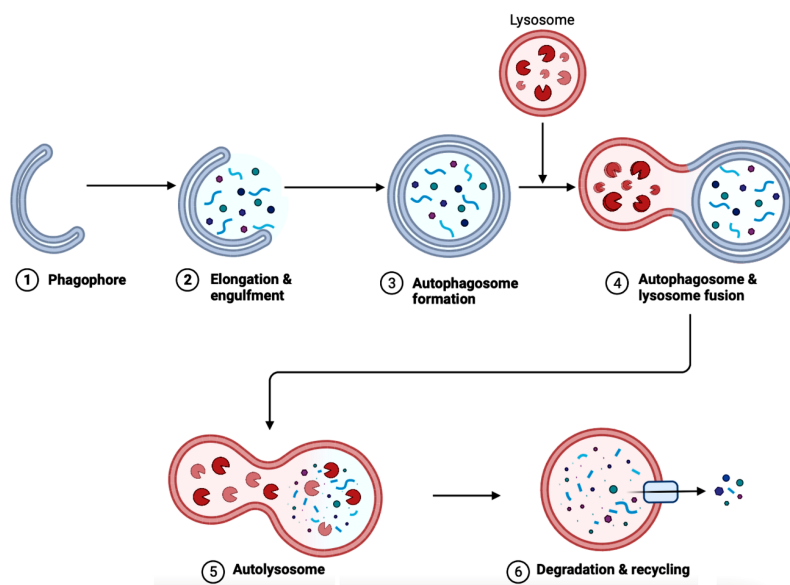 Lysosome
1 Phagophore
2 Elongation &
engulfment
3 Autophagosome
formation
4 Autophagosome &
lysosome fusion
5 Autolysosome
6 Degradation & recycling